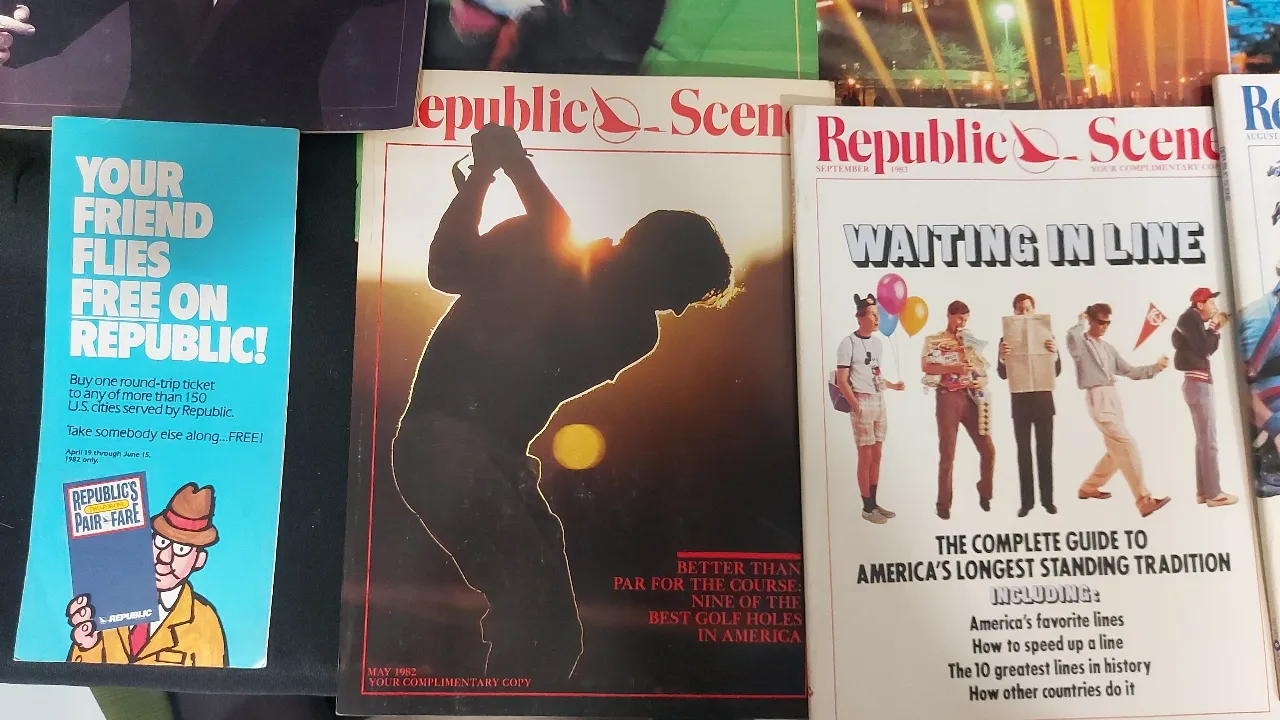 YOUR
FRIEND
FLIES
FREE ON
REPUBLIC!
Buy one round-trip ticket
to any of more than 150
U.S. cities served by Republic.
Take somebody else along...FREE!
April 19 through June 15,
1982 only.
REPUBLIC'S
PAIR FARE
REPUBLIC
epublic Scene
BETTER THAN
PAR FOR THE COURSE:
NINE OF THE
BEST GOLF HOLES
IN AMERICA
MAY 1982
YOUR COMPLIMENTARY COPY
Republic Scene
SEPTEMBER 1983
YOUR COMPLIMENTARY
WAITING IN LINE
THE COMPLETE GUIDE TO
AMERICA'S LONGEST STANDING TRADITION
INCLUDING:
America's favorite lines
How to speed up a line
The 10 greatest lines in history
How other countries do it
Re
AUGUST